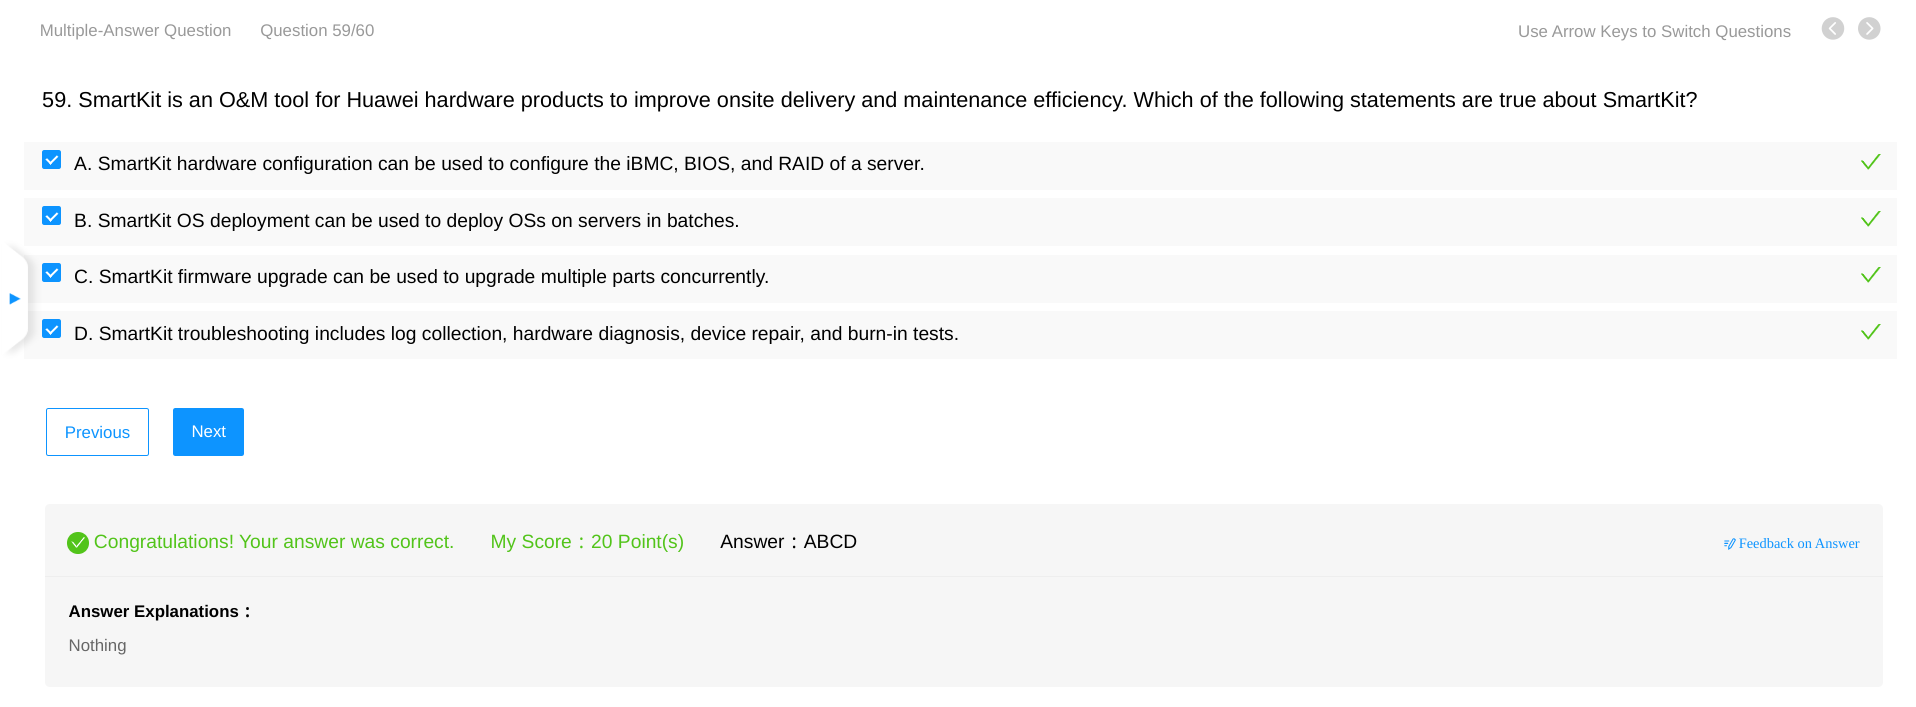 Multiple-Answer Question Question 59/60 Use Arrow Keys to Switch Questions
59. SmartKit is an O&M tool for Huawei hardware products to improve onsite delivery and maintenance efficiency. Which of the following statements are true about SmartKit?
A. SmartKit hardware configuration can be used to configure the iBMC, BIOS, and RAID of a server.
B. SmartKit OS deployment can be used to deploy OSs on servers in batches.
C. SmartKit firmware upgrade can be used to upgrade multiple parts concurrently.
D. SmartKit troubleshooting includes log collection, hardware diagnosis, device repair, and burn-in tests.
Previous Next
Congratulations! Your answer was correct. My Score：20 Point(s) Answer：ABCD Feedback on Answer
Answer Explanations：
Nothing